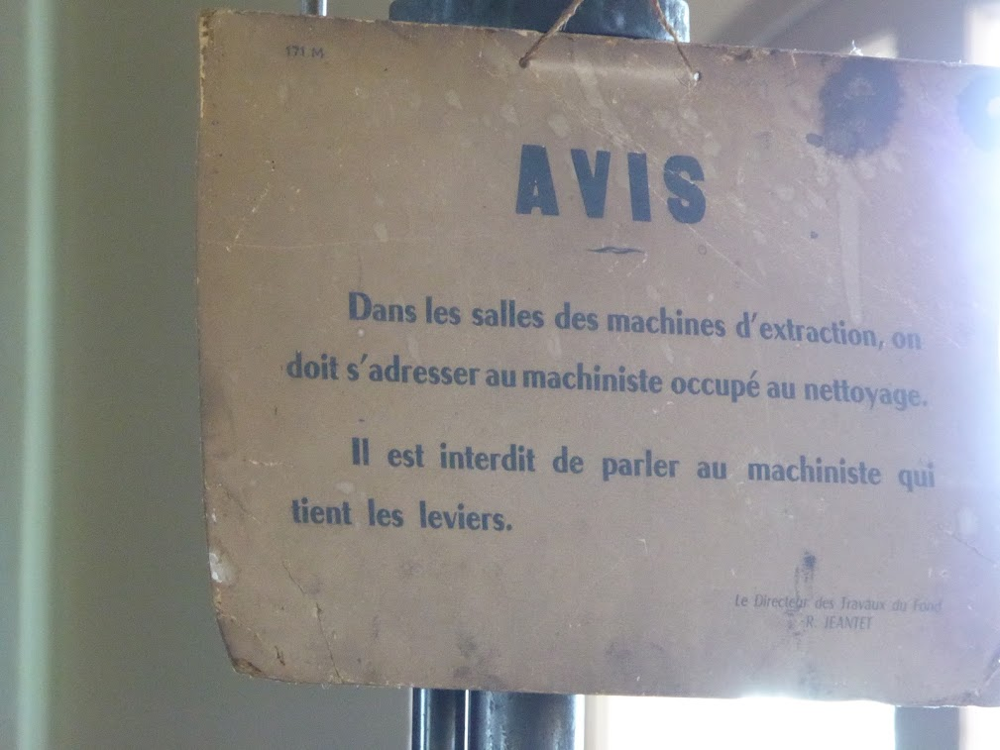 171 M
AVIS
Dans les salles des machines d'extraction, on
doit s'adresser au machiniste occupé au nettoyage.
Il est interdit de parler au machiniste qui
tient les leviers.
Le Directeur des Travaux du Fond
R. JEANTET